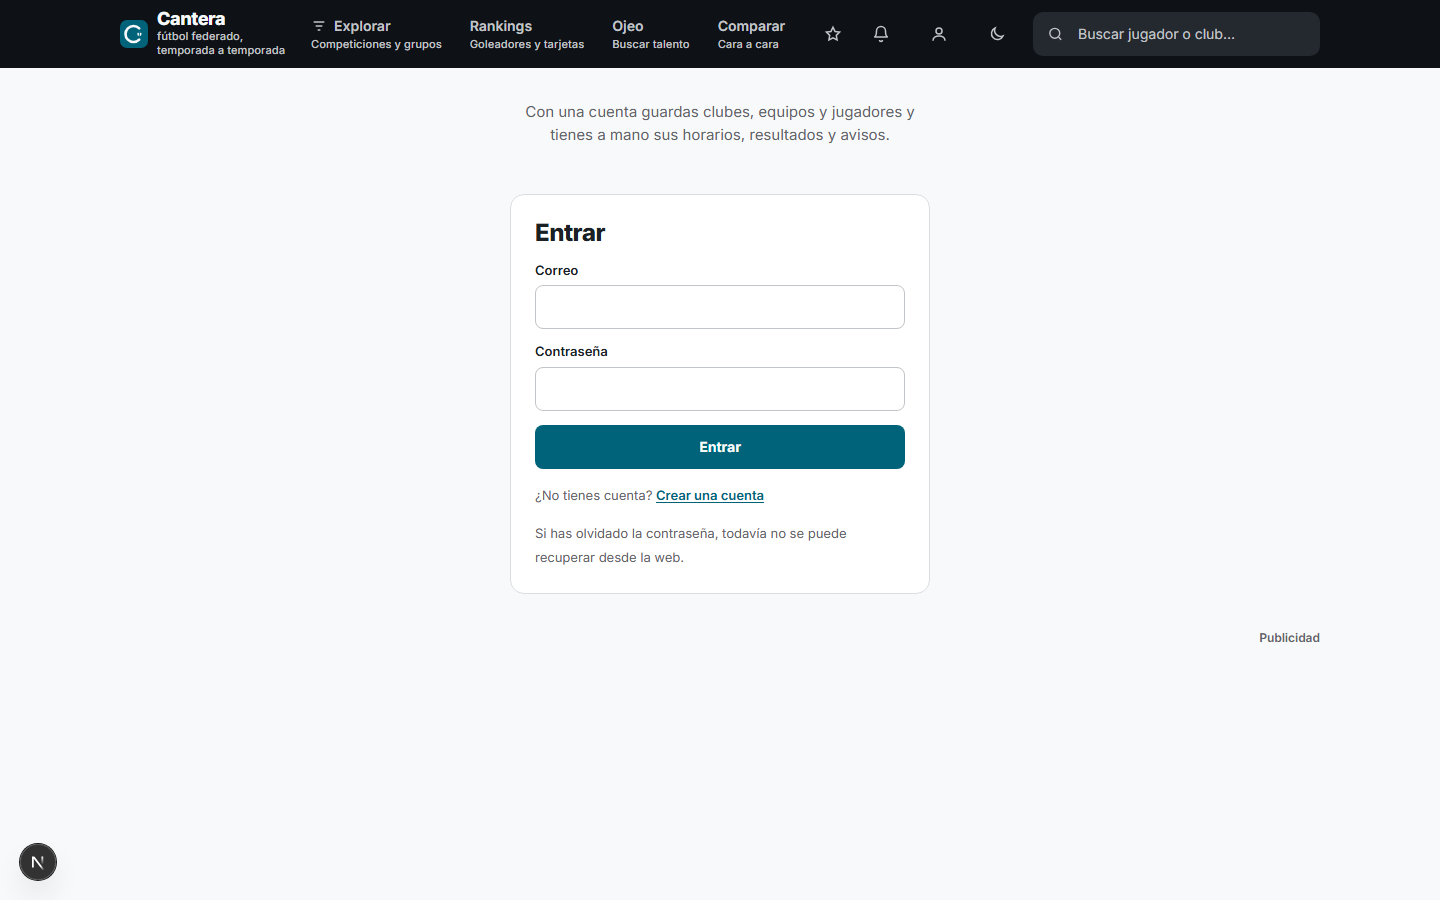 Cantera
fútbol federado,
temporada a temporada
Explorar
Competiciones y grupos
Rankings
Goleadores y tarjetas
Ojeo
Buscar talento
Comparar
Cara a cara
Buscar jugador o club...
Con una cuenta guardas clubes, equipos y jugadores y
tienes a mano sus horarios, resultados y avisos.
Entrar
Correo
Contraseña
Entrar
¿No tienes cuenta? Crear una cuenta
Si has olvidado la contraseña, todavía no se puede
recuperar desde la web.
Publicidad
N